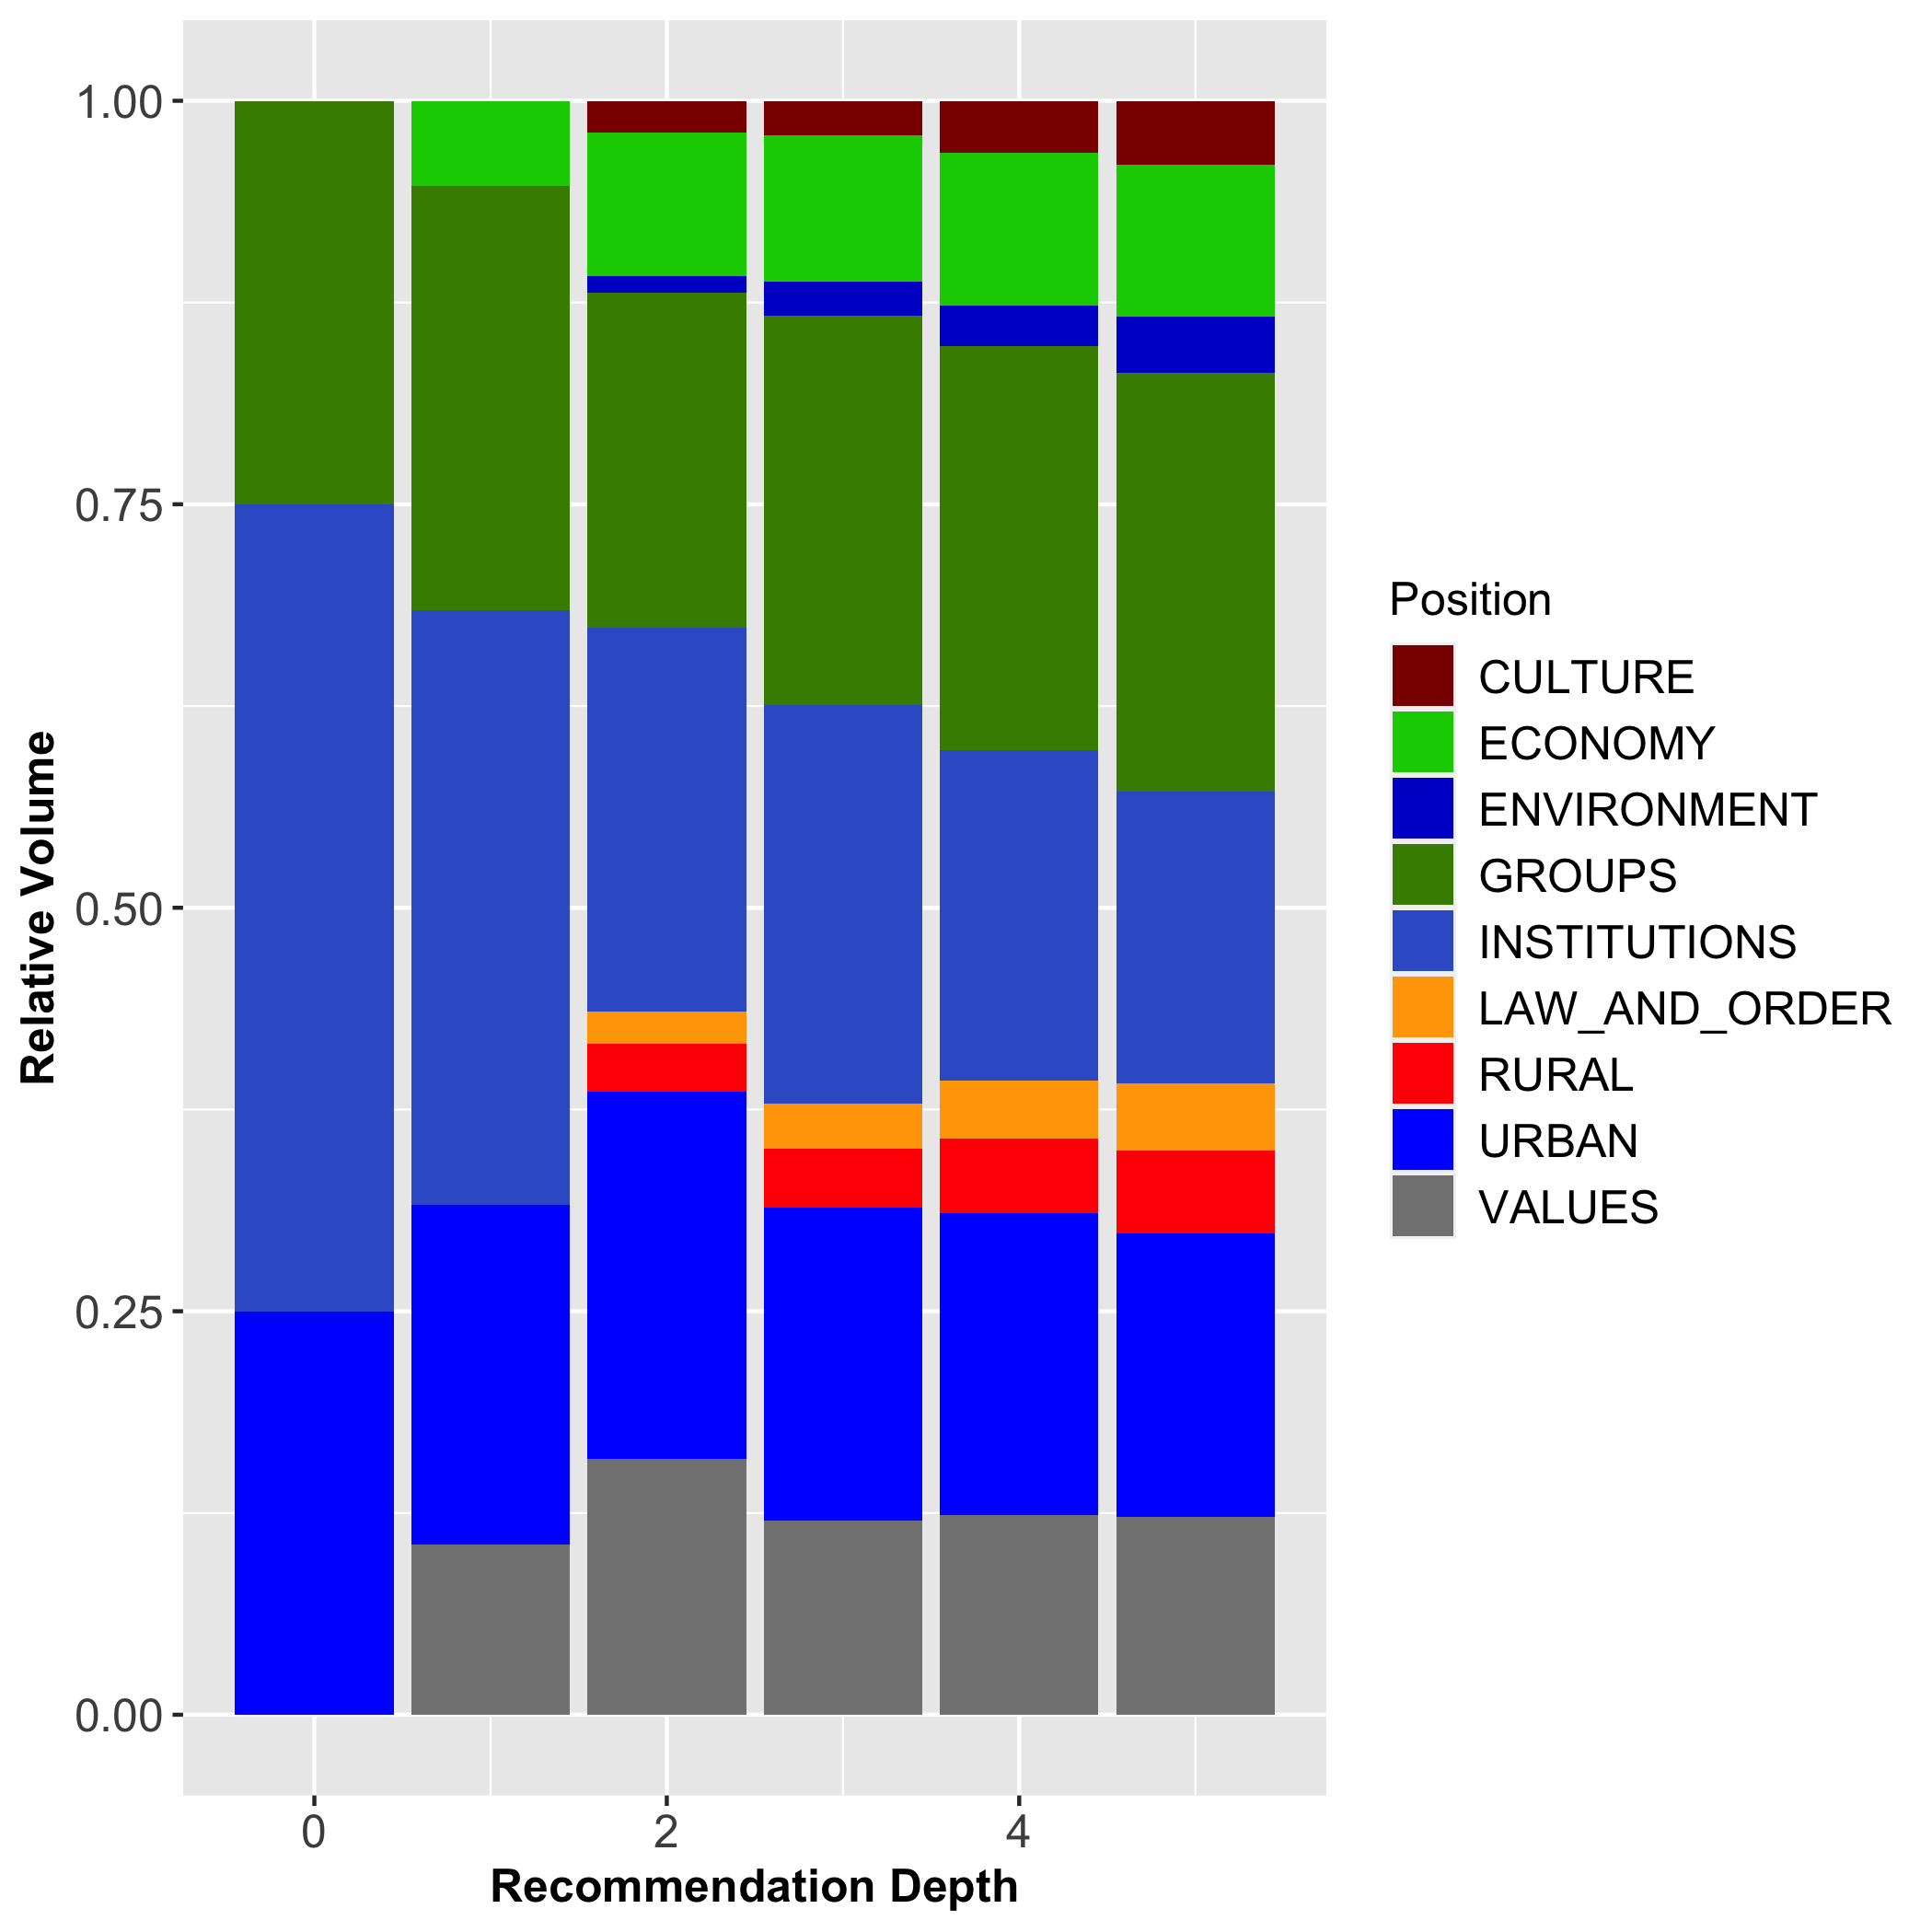 1.00
0.75
0.50
0.25
0.00
Relative Volume
0 2 4
Recommendation Depth
Position
CULTURE
ECONOMY
ENVIRONMENT
GROUPS
INSTITUTIONS
LAW_AND_ORDER
RURAL
URBAN
VALUES